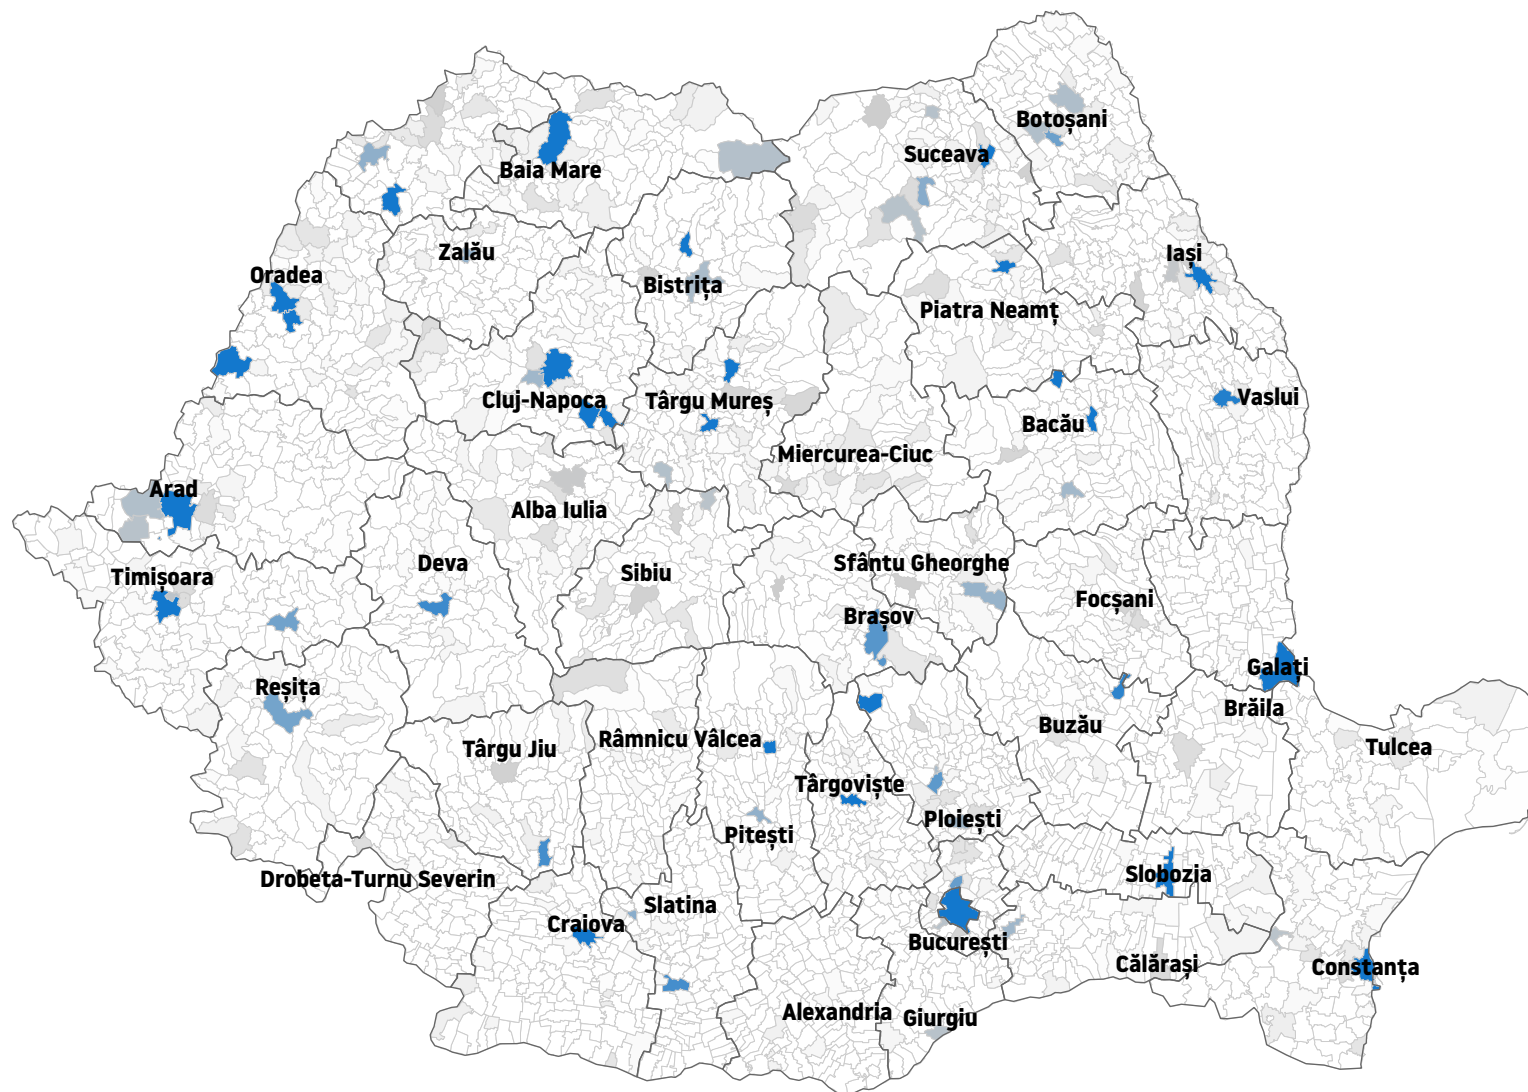 Botoșani
Suceava
Baia Mare
Zalău
Iași
Oradea
Bistrița
Piatra Neamț
Cluj-Napoca
Târgu Mureș
Vaslui
Bacău
Miercurea-Ciuc
Arad
Alba Iulia
Deva
Sibiu
Sfântu Gheorghe
Timișoara
Focșani
Brașov
Galați
Reșița
Brăila
Buzău
Râmnicu Vâlcea
Târgu Jiu
Tulcea
Târgoviște
Ploiești
Pitești
Slobozia
Drobeta-Turnu Severin
Slatina
Craiova
București
Călărași
Constanța
Alexandria
Giurgiu